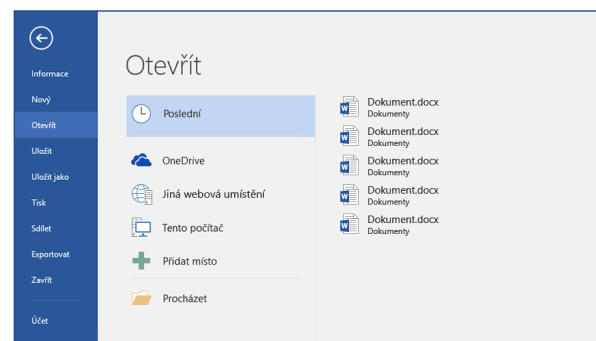 Informace
Nový
Otevřít
Uložit
Uložit jako
Tisk
Sdílet
Exportovat
Zavřít
Účet
Otevřít
Poslední
OneDrive
Jiná webová umístění
Tento počítač
Přidat místo
Procházet
Dokument.docx
Dokumenty
Dokument.docx
Dokumenty
Dokument.docx
Dokumenty
Dokument.docx
Dokumenty
Dokument.docx
Dokumenty